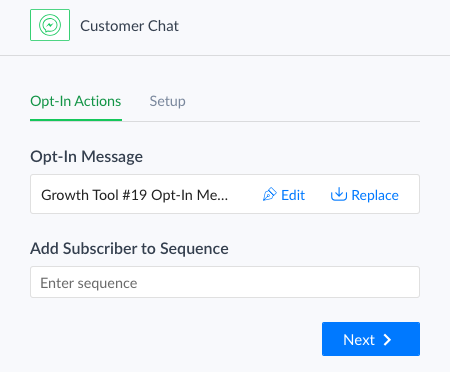 Customer Chat
Opt-In Actions Setup
Opt-In Message
Growth Tool #19 Opt-In Me... Edit Replace
Add Subscriber to Sequence
Enter sequence
Next